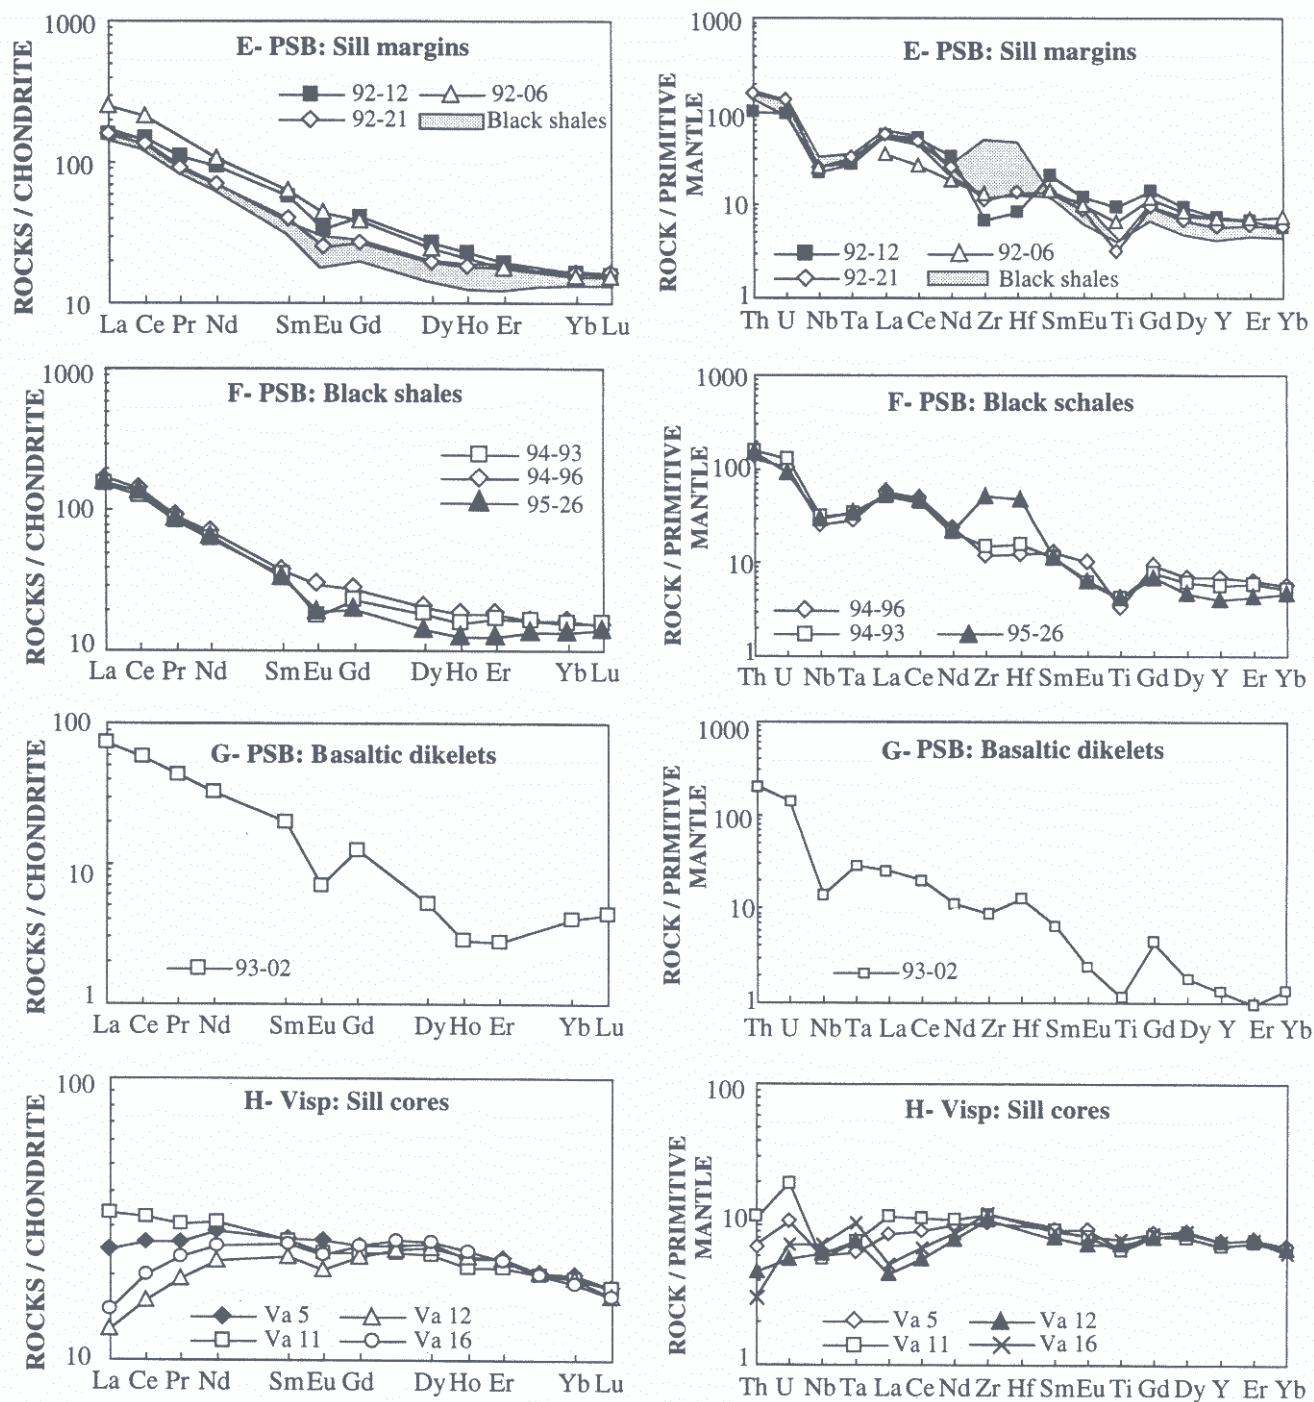 E- PSB: Sill margins
ROCKS / CHONDRITE
1000
100
10
92-12
92-06
92-21
Black shales
La Ce Pr Nd Sm Eu Gd Dy Ho Er Yb Lu
E- PSB: Sill margins
ROCK / PRIMITIVE
MANTLE
1000
100
10
1
92-12
92-06
92-21
Black shales
Th U Nb Ta La Ce Nd Zr Hf Sm Eu Ti Gd Dy Y Er Yb
F- PSB: Black shales
ROCKS / CHONDRITE
1000
100
10
94-93
94-96
95-26
La Ce Pr Nd Sm Eu Gd Dy Ho Er Yb Lu
F- PSB: Black schales
ROCK / PRIMITIVE
MANTLE
1000
100
10
1
94-96
94-93
95-26
Th U Nb Ta La Ce Nd Zr Hf Sm Eu Ti Gd Dy Y Er Yb
G- PSB: Basaltic dikelets
ROCKS / CHONDRITE
100
10
1
93-02
La Ce Pr Nd Sm Eu Gd Dy Ho Er Yb Lu
G- PSB: Basaltic dikelets
ROCK / PRIMITIVE
MANTLE
1000
100
10
1
93-02
Th U Nb Ta La Ce Nd Zr Hf Sm Eu Ti Gd Dy Y Er Yb
H- Visp: Sill cores
ROCKS / CHONDRITE
100
10
Va 5
Va 12
Va 11
Va 16
La Ce Pr Nd Sm Eu Gd Dy Ho Er Yb Lu
H- Visp: Sill cores
ROCK / PRIMITIVE
MANTLE
100
10
1
Va 5
Va 12
Va 11
Va 16
Th U Nb Ta La Ce Nd Zr Hf Sm Eu Ti Gd Dy Y Er Yb